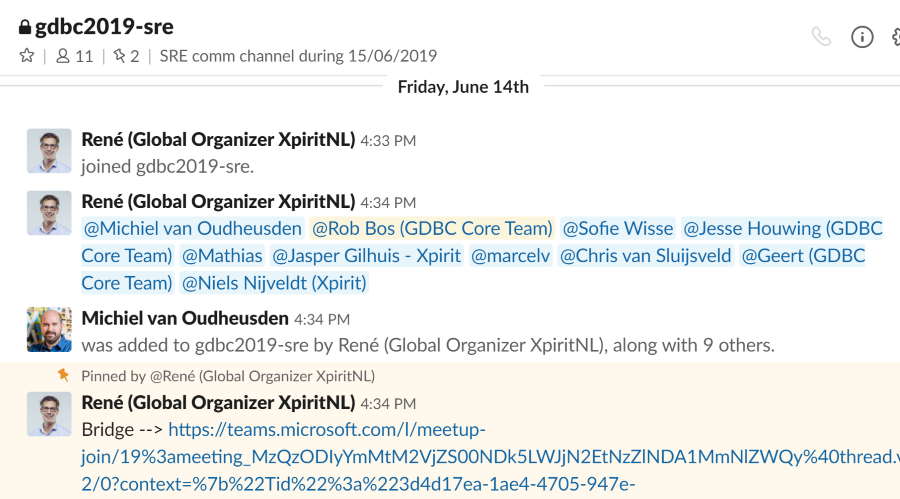 gdbc2019-sre
11 | 2 | SRE comm channel during 15/06/2019
Friday, June 14th
René (Global Organizer XpiritNL) 4:33 PM
joined gdbc2019-sre.
René (Global Organizer XpiritNL) 4:34 PM
@Michiel van Oudheusden @Rob Bos (GDBC Core Team) @Sofie Wisse @Jesse Houwing (GDBC
Core Team) @Mathias @Jasper Gilhuis - Xpirit @marcelv @Chris van Sluijsveld @Geert (GDBC
Core Team) @Niels Nijveldt (Xpirit)
Michiel van Oudheusden 4:34 PM
was added to gdbc2019-sre by René (Global Organizer XpiritNL), along with 9 others.
Pinned by @René (Global Organizer XpiritNL)
René (Global Organizer XpiritNL) 4:34 PM
Bridge --> https://teams.microsoft.com/l/meetup-
join/19%3ameeting_MzQzODIyYmMtM2VjZS00NDk5LWJjN2EtNzZlNDA1MmNlZWQy%40thread.v
2/0?context=%7b%22Tid%22%3a%223d4d17ea-1ae4-4705-947e-